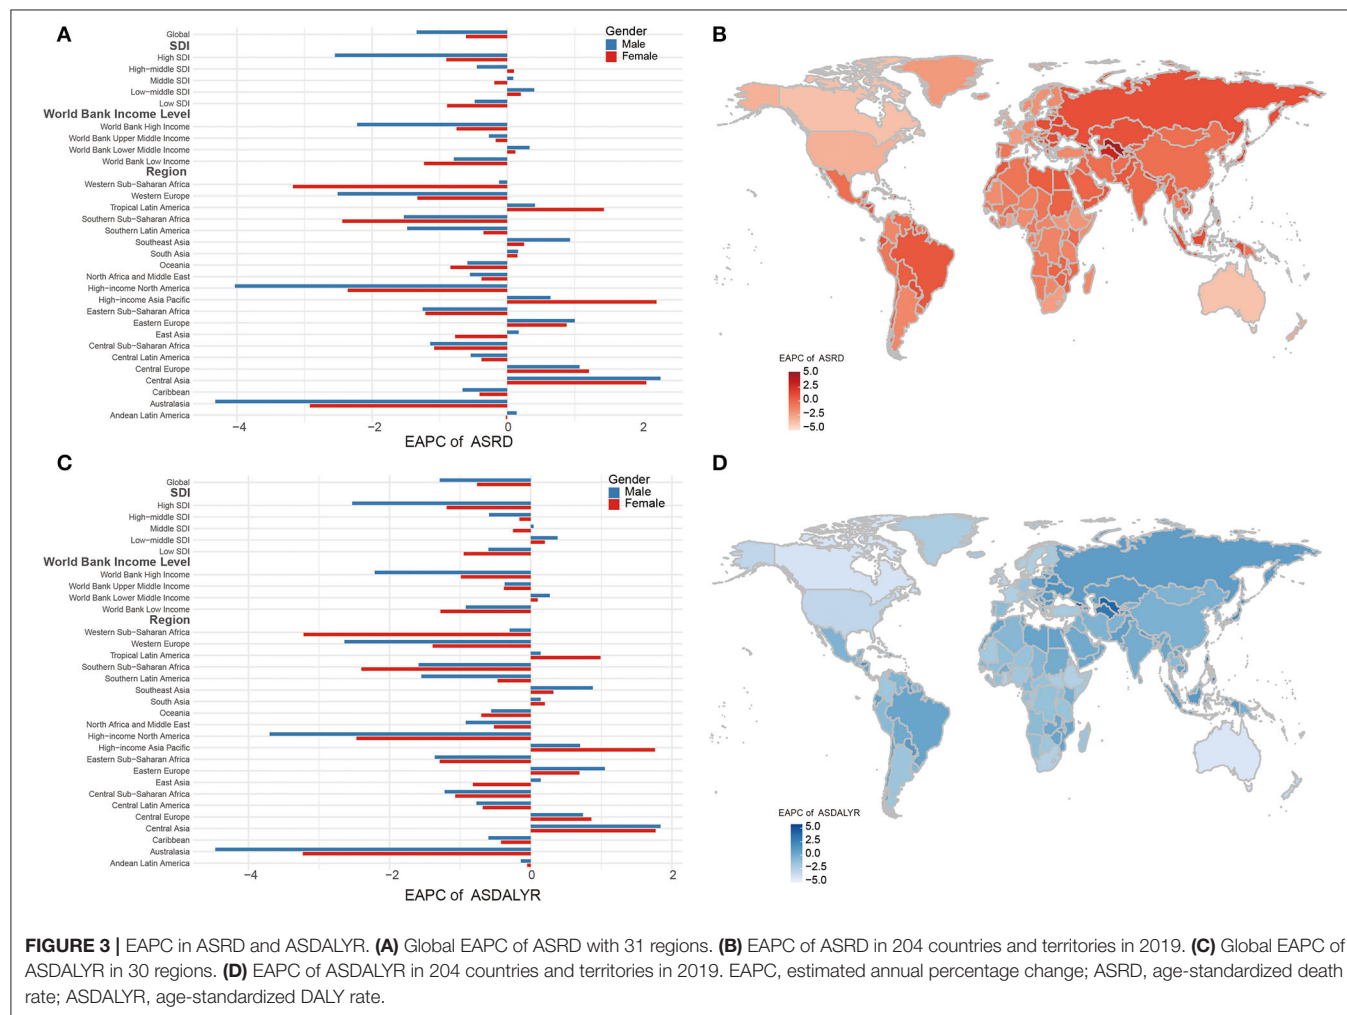 A
Gender
Male
Female
Global
SDI
High SDI
High-middle SDI
Middle SDI
Low-middle SDI
Low SDI
World Bank Income Level
World Bank High Income
World Bank Upper Middle Income
World Bank Lower Middle Income
World Bank Low Income
Region
Western Sub-Saharan Africa
Western Europe
Tropical Latin America
Southern Sub-Saharan Africa
Southern Latin America
Southeast Asia
South Asia
Oceania
North Africa and Middle East
High-income North America
High-income Asia Pacific
Eastern Sub-Saharan Africa
Eastern Europe
East Asia
Central Sub-Saharan Africa
Central Latin America
Central Europe
Central Asia
Caribbean
Australasia
Andean Latin America
−4 −2 0 2
EAPC of ASRD
B
EAPC of ASRD
5.0
2.5
0.0
−2.5
−5.0
C
Gender
Male
Female
Global
SDI
High SDI
High-middle SDI
Middle SDI
Low-middle SDI
Low SDI
World Bank Income Level
World Bank High Income
World Bank Upper Middle Income
World Bank Lower Middle Income
World Bank Low Income
Region
Western Sub-Saharan Africa
Western Europe
Tropical Latin America
Southern Sub-Saharan Africa
Southern Latin America
Southeast Asia
South Asia
Oceania
North Africa and Middle East
High-income North America
High-income Asia Pacific
Eastern Sub-Saharan Africa
Eastern Europe
East Asia
Central Sub-Saharan Africa
Central Latin America
Central Europe
Central Asia
Caribbean
Australasia
Andean Latin America
−4 −2 0 2
EAPC of ASDALYR
D
EAPC of ASDALYR
5.0
2.5
0.0
−2.5
−5.0
FIGURE 3 | EAPC in ASRD and ASDALYR. (A) Global EAPC of ASRD with 31 regions. (B) EAPC of ASRD in 204 countries and territories in 2019. (C) Global EAPC of
ASDALYR in 30 regions. (D) EAPC of ASDALYR in 204 countries and territories in 2019. EAPC, estimated annual percentage change; ASRD, age-standardized death
rate; ASDALYR, age-standardized DALY rate.